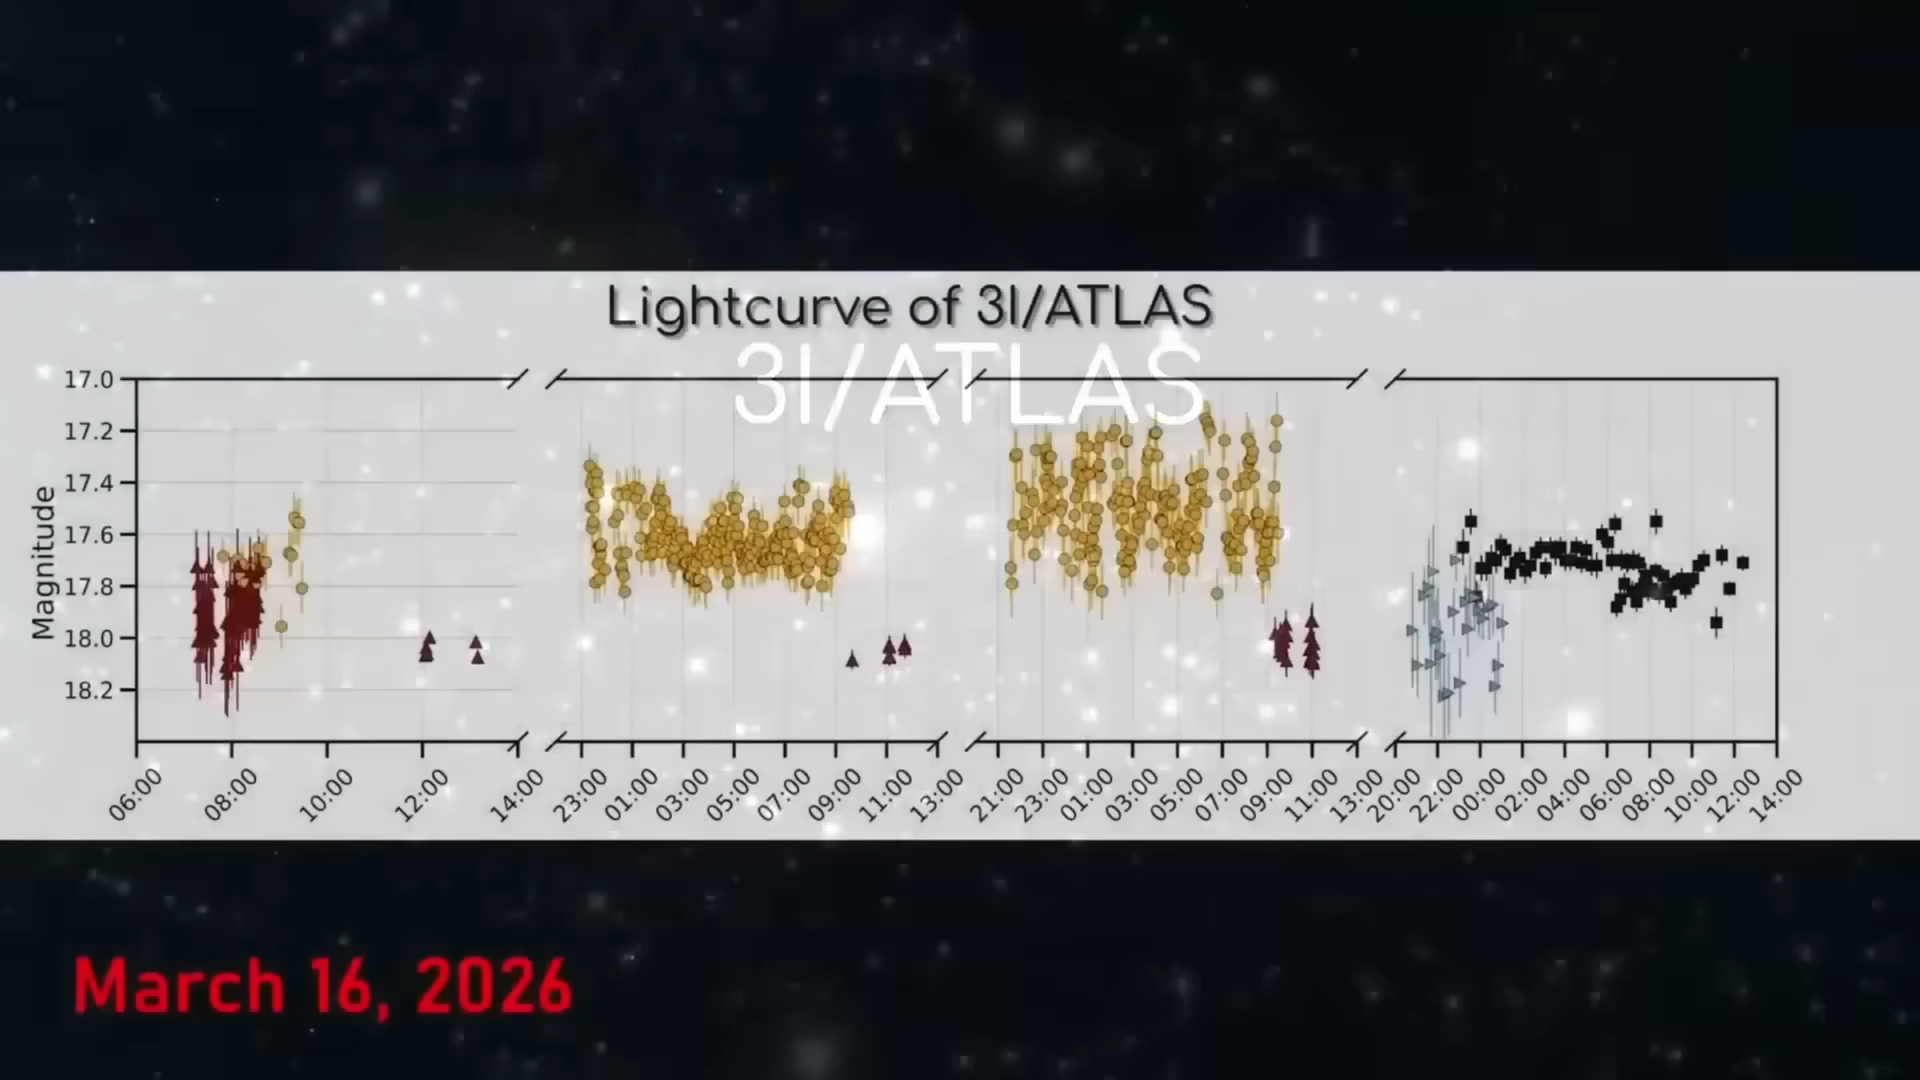 Lightcurve of 3I/ATLAS
3I/ATLAS
Magnitude
17.0
17.2
17.4
17.6
17.8
18.0
18.2
06:00 08:00 10:00 12:00 14:00 23:00 01:00 03:00 05:00 07:00 09:00 11:00 13:00 21:00 23:00 01:00 03:00 05:00 07:00 09:00 11:00 13:00 20:00 22:00 00:00 02:00 04:00 06:00 08:00 10:00 12:00 14:00
March 16, 2026